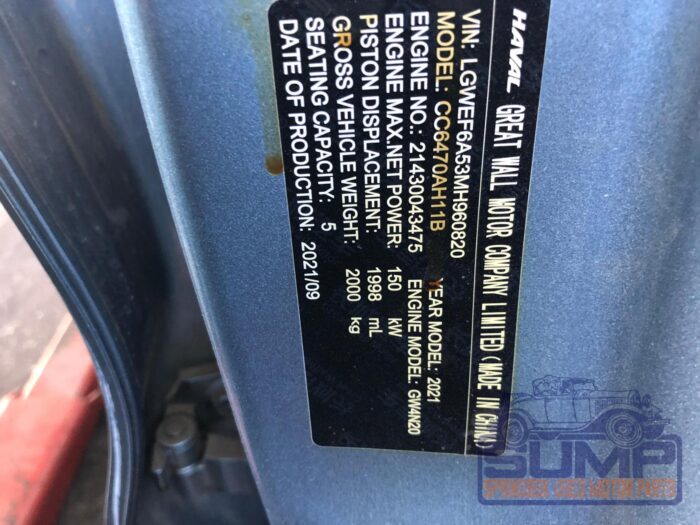 HAVAL GREAT WALL MOTOR COMPANY LIMITED (MADE IN CHINA)
VIN: LGWEF6A53MH960820
MODEL: CC6470AH11B YEAR MODEL: 2021
ENGINE NO.: 21430043475 ENGINE MODEL: GW4N20
ENGINE MAX.NET POWER: 150 kW
PISTON DISPLACEMENT: 1998 mL
GROSS VEHICLE WEIGHT: 2000 kg
SEATING CAPACITY: 5
DATE OF PRODUCTION: 2021/09
SUMP
SPRINGBOK USED MOTOR PARTS